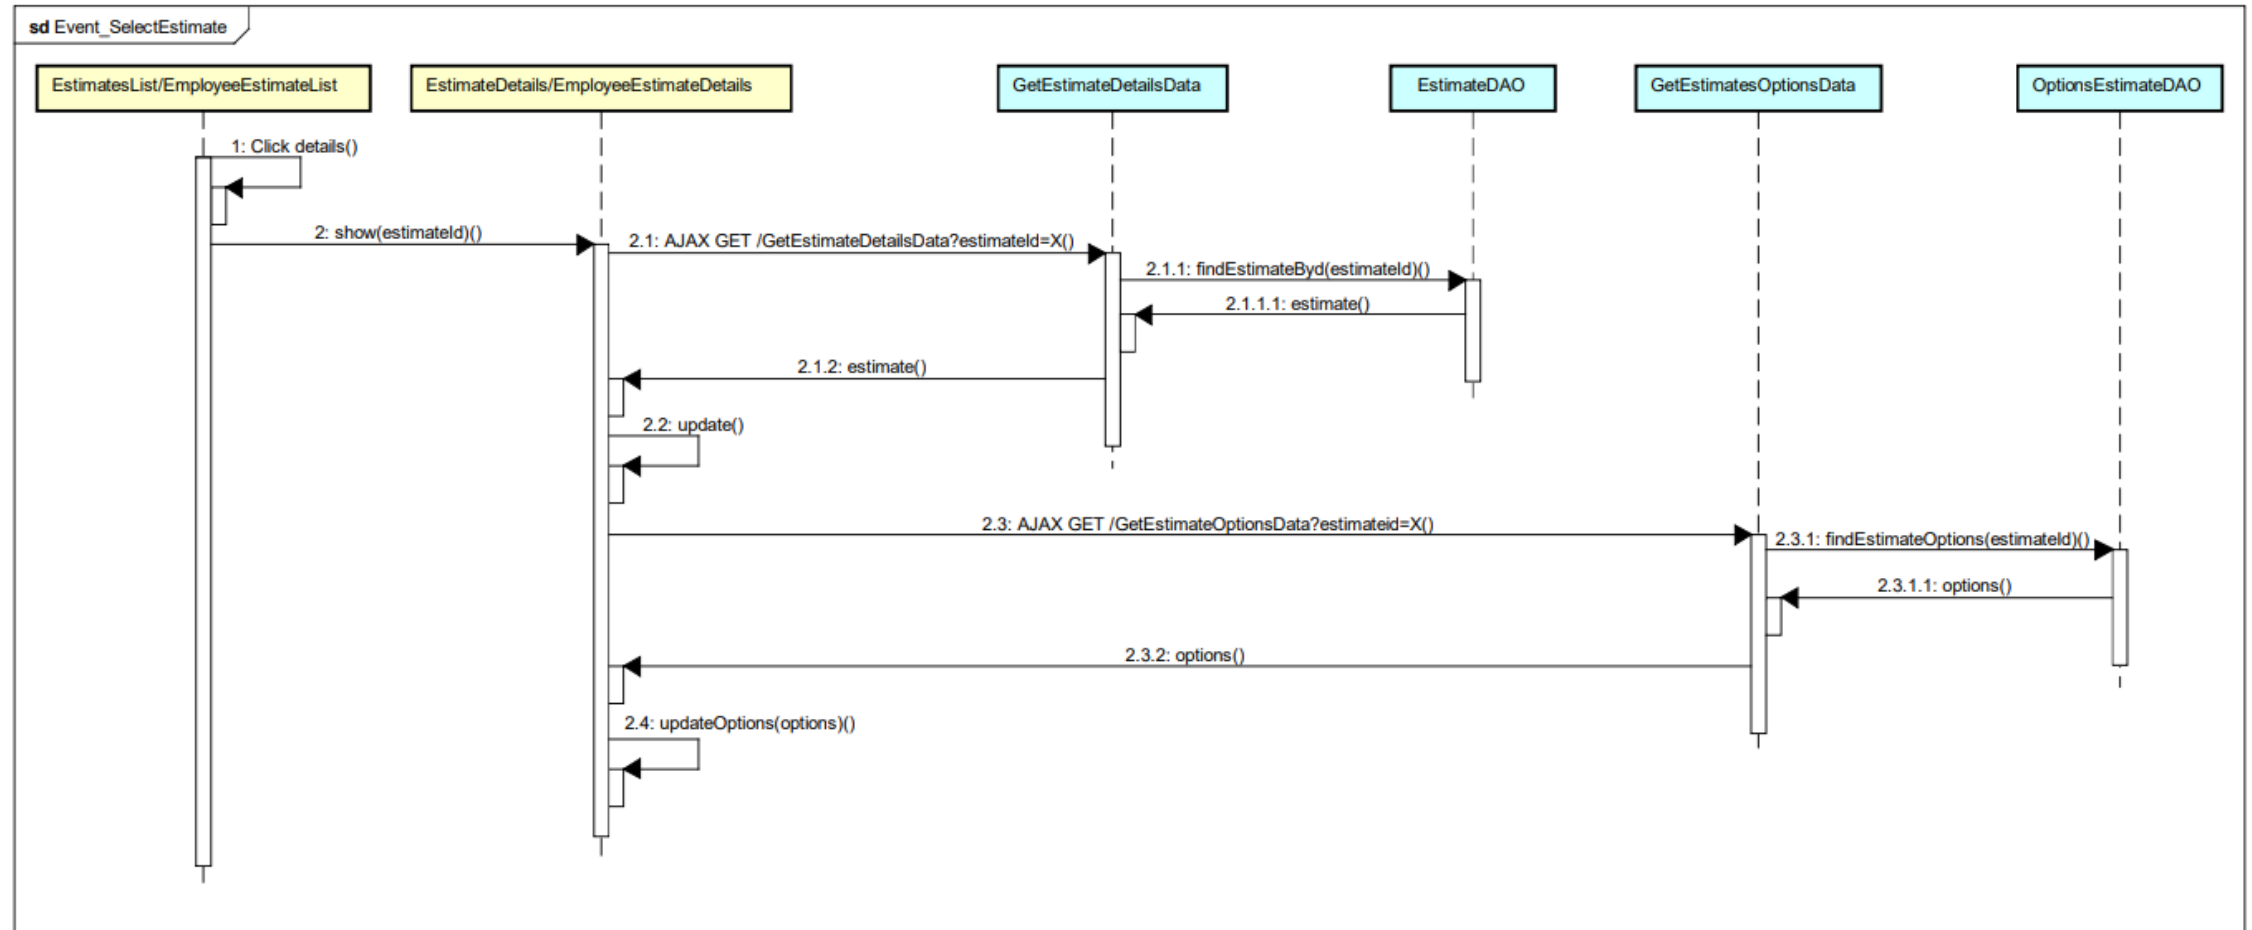 sd Event_SelectEstimate
EstimatesList/EmployeeEstimateList
EstimateDetails/EmployeeEstimateDetails
GetEstimateDetailsData
EstimateDAO
GetEstimatesOptionsData
OptionsEstimateDAO
1: Click details()
2: show(estimateId)()
2.1: AJAX GET /GetEstimateDetailsData?estimateId=X()
2.1.1: findEstimateByd(estimateId)()
2.1.1.1: estimate()
2.1.2: estimate()
2.2: update()
2.3: AJAX GET /GetEstimateOptionsData?estimateid=X()
2.3.1: findEstimateOptions(estimateId)()
2.3.1.1: options()
2.3.2: options()
2.4: updateOptions(options)()